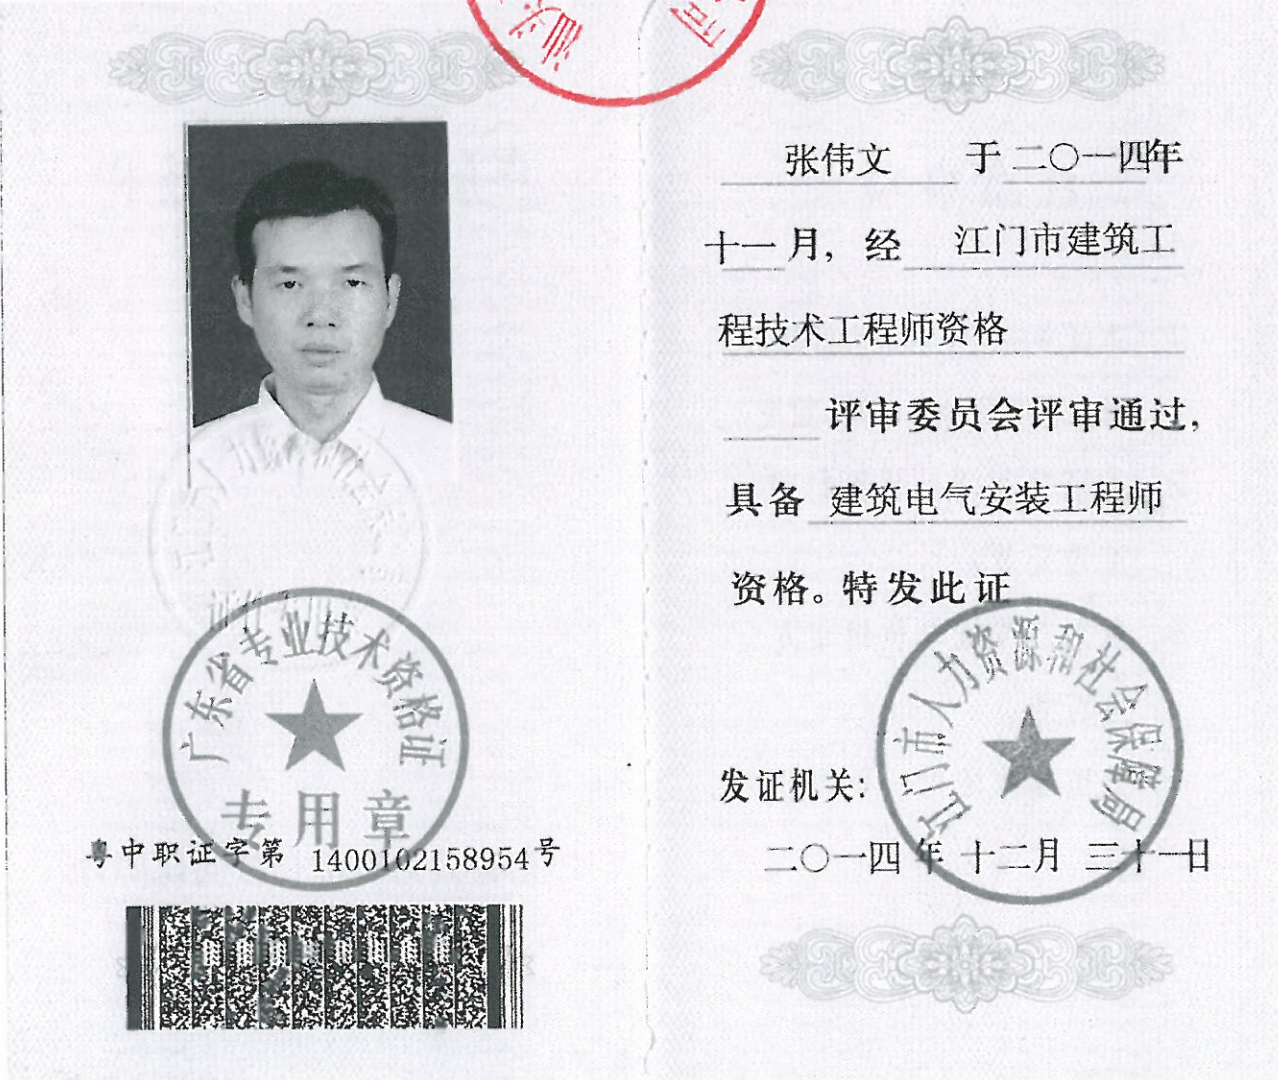 广东省专业技术资格证
专用章
粤中职证字第 1400102158954号
张伟文 于二〇一四年
十一月，经 江门市建筑工
程技术工程师资格
评审委员会评审通过，
具备 建筑电气安装工程师
资格。特发此证
江门市人力资源和社会保障局
发证机关：
二〇一四年 十二月 三十一日